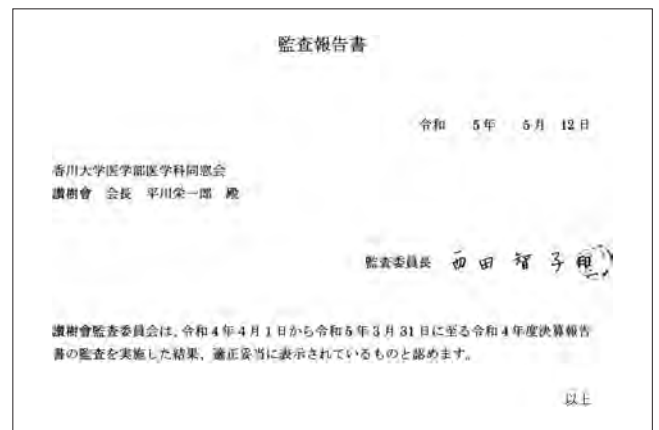 監査報告書
令和 5年 5月 12日
香川大学医学部医学科同窓会
讃樹會 会長 平川栄一郎 殿
監査委員長 西田智子 印
讃樹會監査委員会は、令和4年4月1日から令和5年3月31日に至る令和4年度決算報告
書の監査を実施した結果、適正妥当に表示されているものと認めます。
以上